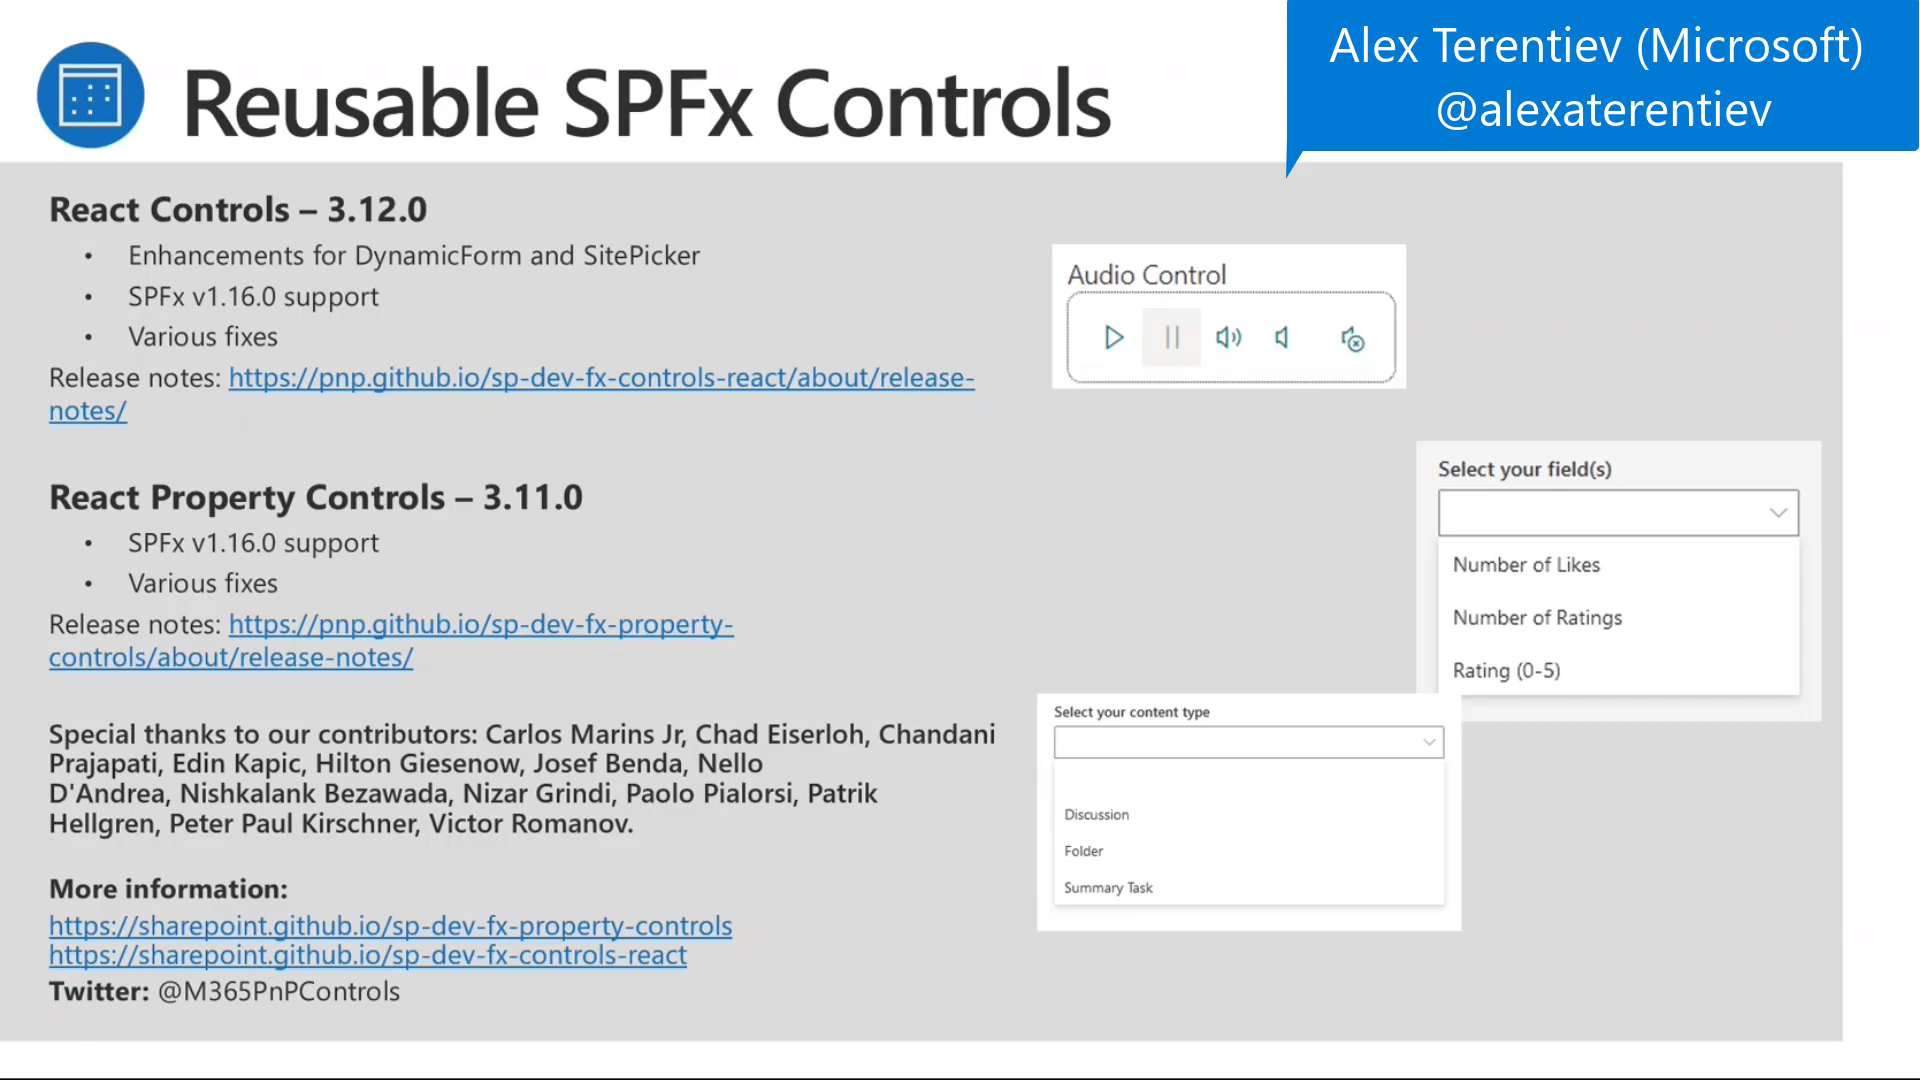 Reusable SPFx Controls
Alex Terentiev (Microsoft)
@alexaterentiev
React Controls – 3.12.0
• Enhancements for DynamicForm and SitePicker
• SPFx v1.16.0 support
• Various fixes
Release notes: https://pnp.github.io/sp-dev-fx-controls-react/about/release-
notes/
React Property Controls – 3.11.0
• SPFx v1.16.0 support
• Various fixes
Release notes: https://pnp.github.io/sp-dev-fx-property-
controls/about/release-notes/
Special thanks to our contributors: Carlos Marins Jr, Chad Eiserloh, Chandani
Prajapati, Edin Kapic, Hilton Giesenow, Josef Benda, Nello
D'Andrea, Nishkalank Bezawada, Nizar Grindi, Paolo Pialorsi, Patrik
Hellgren, Peter Paul Kirschner, Victor Romanov.
More information:
https://sharepoint.github.io/sp-dev-fx-property-controls
https://sharepoint.github.io/sp-dev-fx-controls-react
Twitter: @M365PnPControls
Audio Control
Select your field(s)
Number of Likes
Number of Ratings
Rating (0-5)
Select your content type
Discussion
Folder
Summary Task